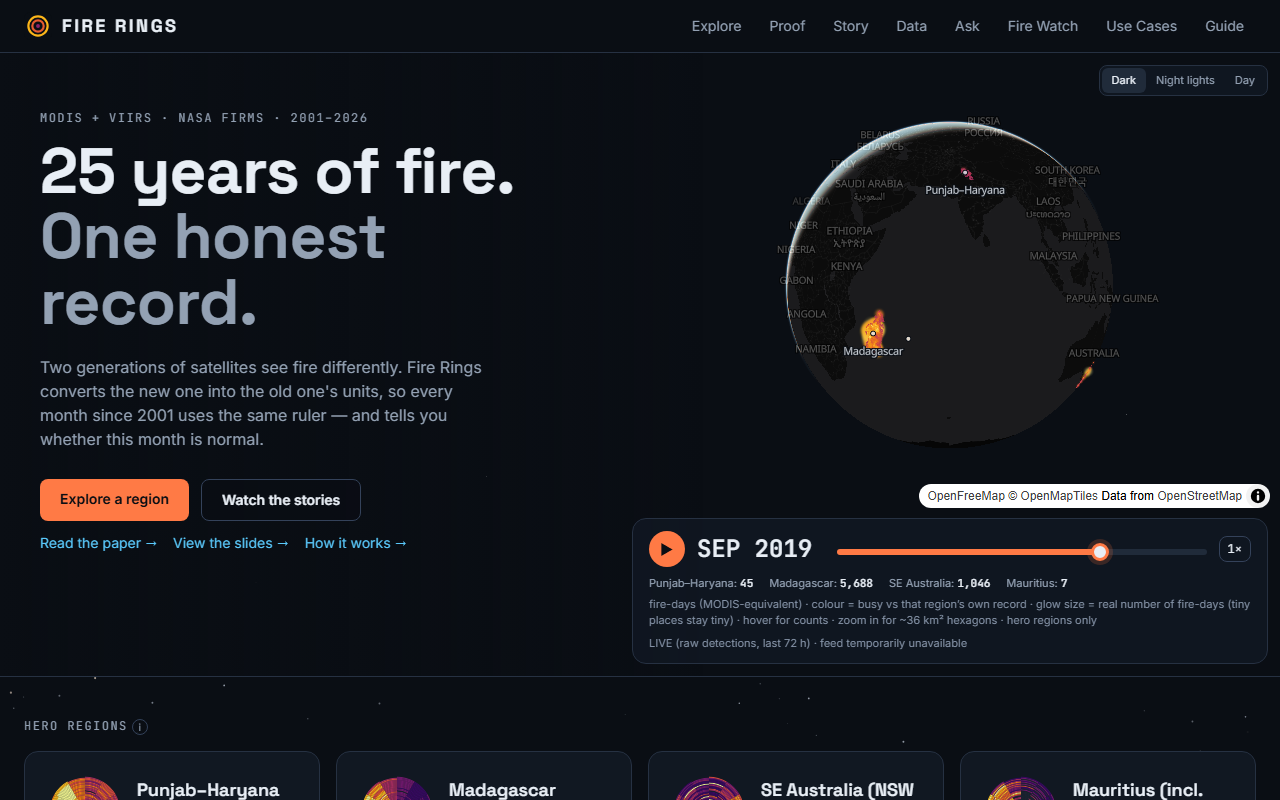 FIRE RINGS
Explore Proof Story Data Ask Fire Watch Use Cases Guide
Dark Night lights Day
MODIS + VIIRS · NASA FIRMS · 2001–2026
25 years of fire.
One honest
record.
Two generations of satellites see fire differently. Fire Rings
converts the new one into the old one's units, so every
month since 2001 uses the same ruler — and tells you
whether this month is normal.
Explore a region Watch the stories
Read the paper → View the slides → How it works →
RUSSIA
РОССИЯ
BELARUS
БЕЛАРУСЬ
ITALY
SOUTH KOREA
대한민국
SAUDI ARABIA
السعودية
Punjab–Haryana
ALGERIA
LAOS
ປະເທດລາວ
NIGER
ETHIOPIA
ኢትዮጵያ
PHILIPPINES
NIGERIA
MALAYSIA
KENYA
GABON
PAPUA NEW GUINEA
ANGOLA
NAMIBIA
Madagascar
AUSTRALIA
OpenFreeMap © OpenMapTiles Data from OpenStreetMap
SEP 2019
1×
Punjab–Haryana: 45 Madagascar: 5,688 SE Australia: 1,046 Mauritius: 7
fire-days (MODIS-equivalent) · colour = busy vs that region's own record · glow size = real number of fire-days (tiny
places stay tiny) · hover for counts · zoom in for ~36 km² hexagons · hero regions only
LIVE (raw detections, last 72 h) · feed temporarily unavailable
HERO REGIONS i
Punjab–Haryana
Madagascar
SE Australia (NSW
Mauritius (incl.